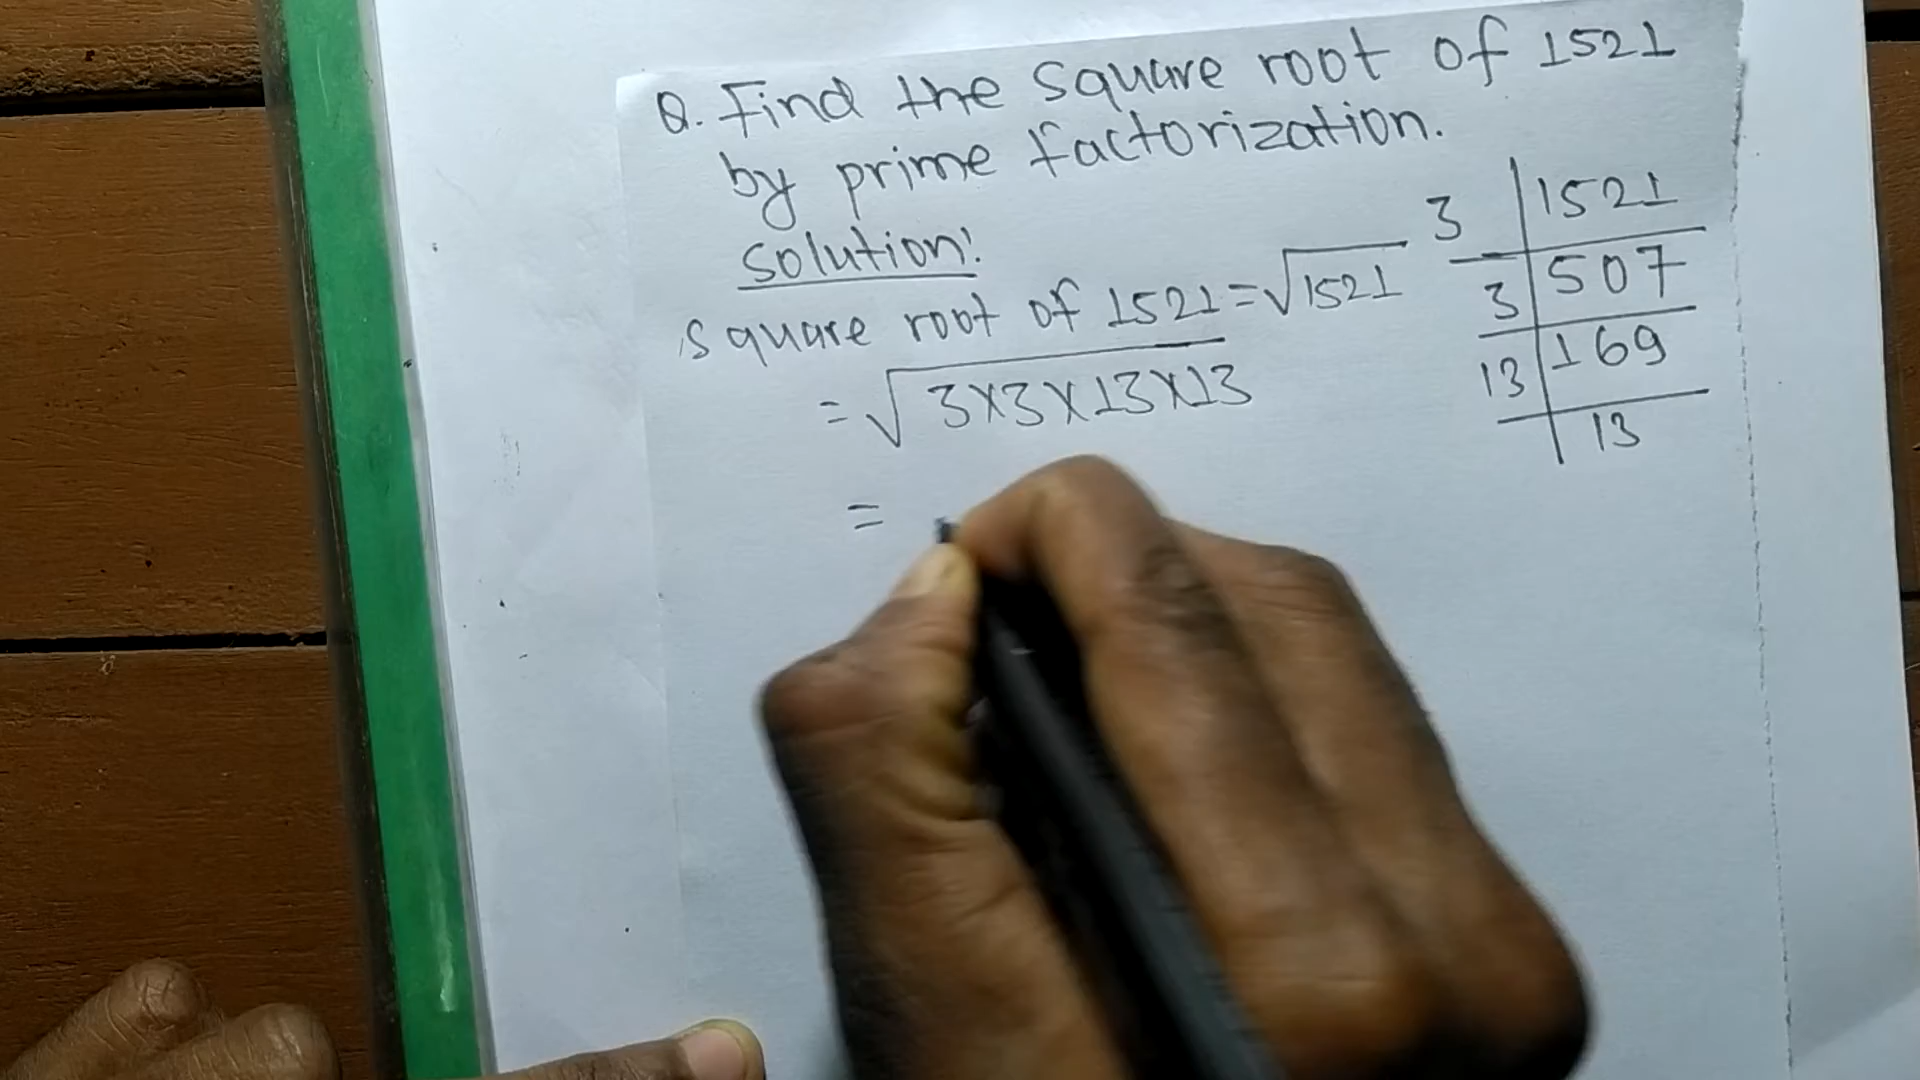 Q. Find the square root of 1521
by prime factorization.
solution:
square root of 1521=√1521
=√3×3×13×13
=
3 | 1521
3 | 507
13 | 169
13